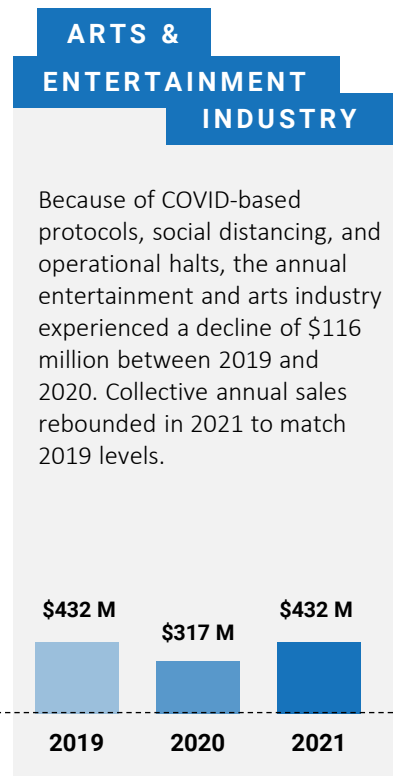 ARTS &
ENTERTAINMENT
INDUSTRY
Because of COVID-based
protocols, social distancing, and
operational halts, the annual
entertainment and arts industry
experienced a decline of $116
million between 2019 and
2020. Collective annual sales
rebounded in 2021 to match
2019 levels.
$432 M
$317 M
$432 M
2019
2020
2021